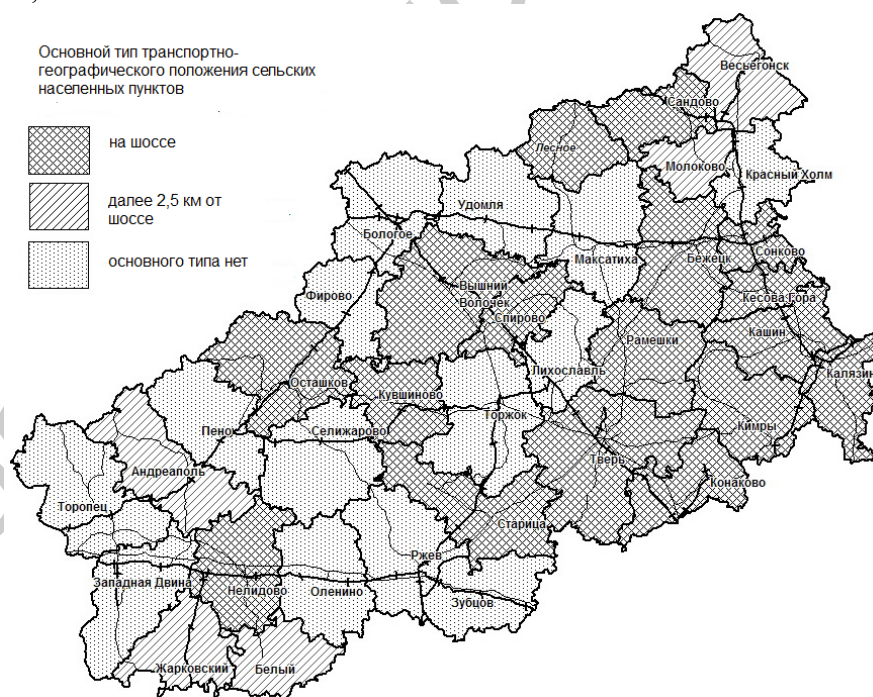 Основной тип транспортно-
географического положения сельских
населенных пунктов
на шоссе
далее 2,5 км от
шоссе
основного типа нет
Весьегонск
Сандово
Лесное
Молоково
Красный Холм
Удомля
Бологое
Максатиха
Бежецк
Сонково
Фирово
Вышний
Волочек
Спирово
Кесова Гора
Рамешки
Кашин
Калязин
Осташков
Кувшиново
Лихославль
Торжок
Пено
Селижарово
Кимры
Тверь
Андреаполь
Конаково
Торопец
Старица
Ржев
Западная Двина
Нелидово
Оленино
Зубцов
Жарковский
Белый